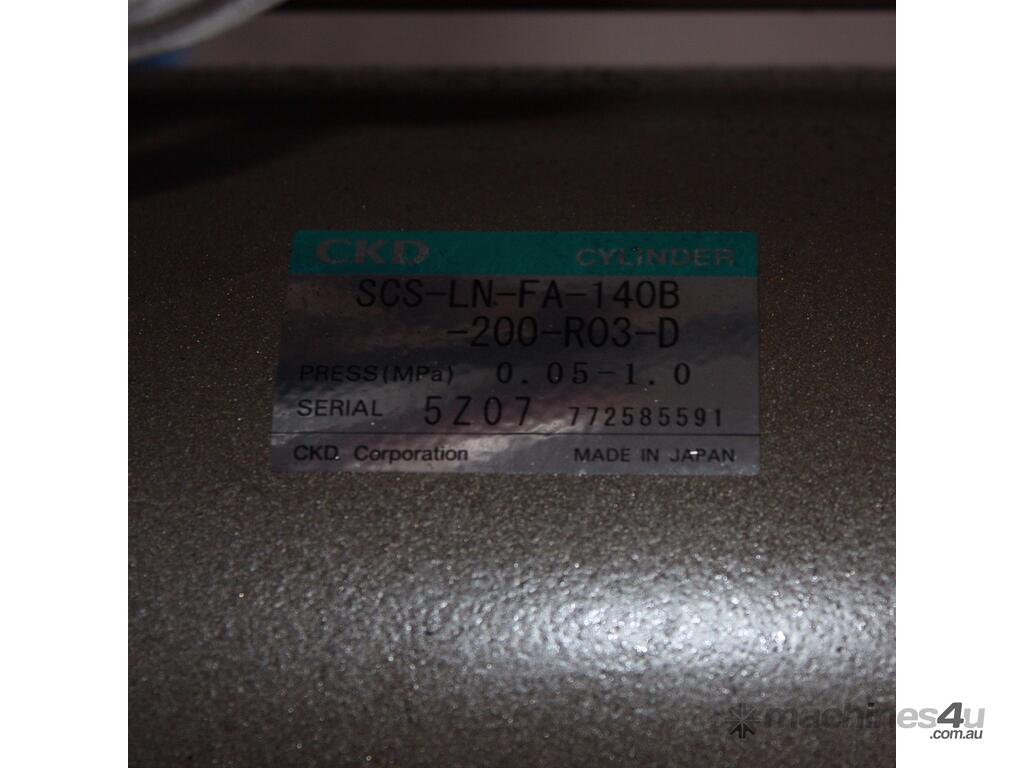 CKD CYLINDER
SCS-LN-FA-140B
-200-R03-D
PRESS(MPa) 0.05-1.0
SERIAL 5Z07 772585591
CKD Corporation MADE IN JAPAN
machines4u
.com.au